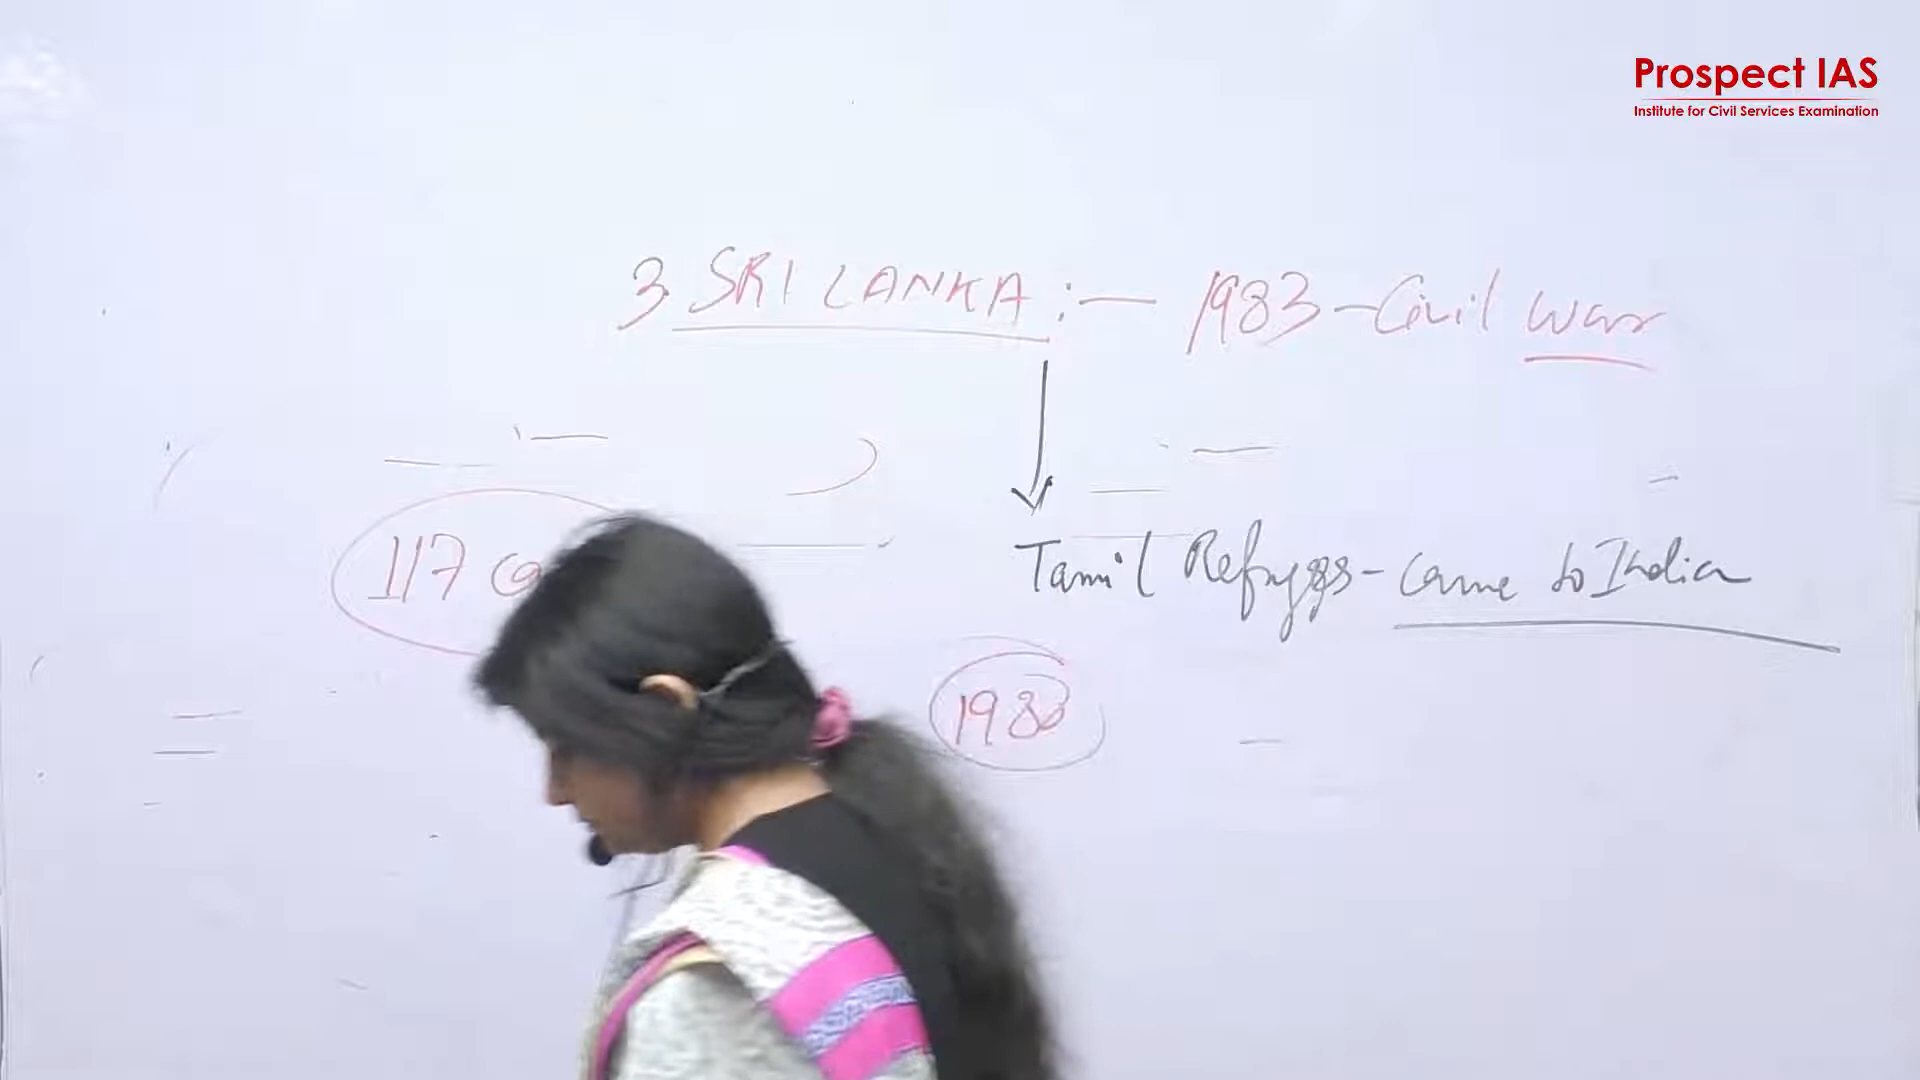 Prospect IAS
Institute for Civil Services Examination
3 SRI LANKA :— 1983 - Civil War
117
Tamil Refugees - came to India
1983